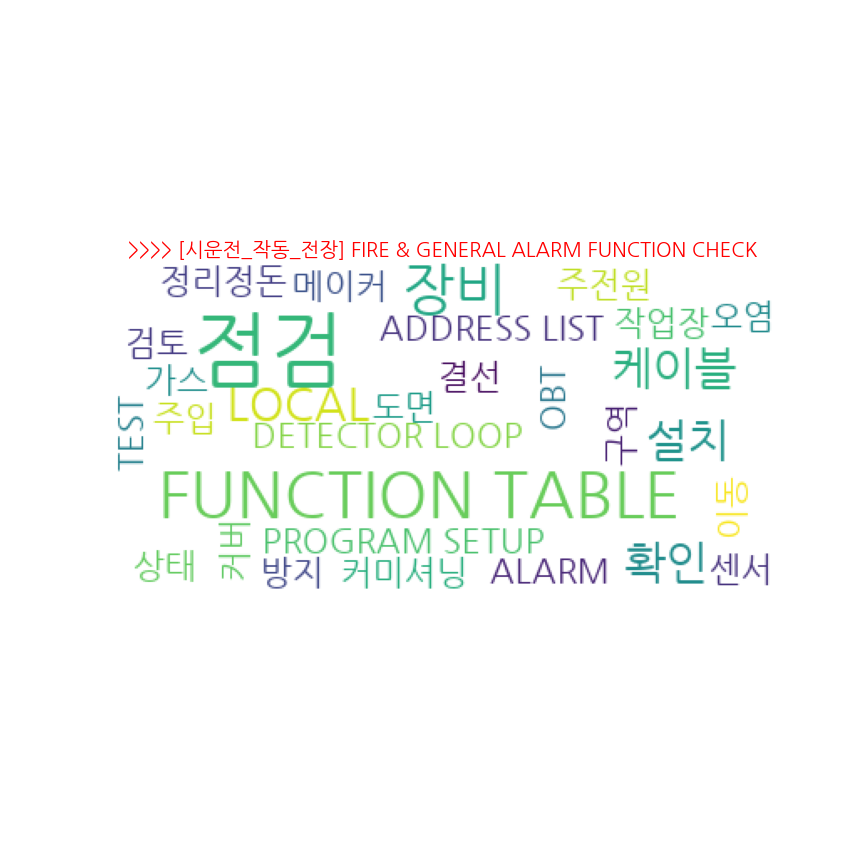 >>>> [시운전_작동_전장] FIRE & GENERAL ALARM FUNCTION CHECK
정리정돈
메이커
장비
주전원
검토
점검
ADDRESS LIST
작업장
오염
가스
결선
케이블
TEST
주입
LOCAL
도면
OBT
구역
설치
DETECTOR LOOP
FUNCTION TABLE
이동
커버
PROGRAM SETUP
상태
방지
커미셔닝
ALARM
확인
센서